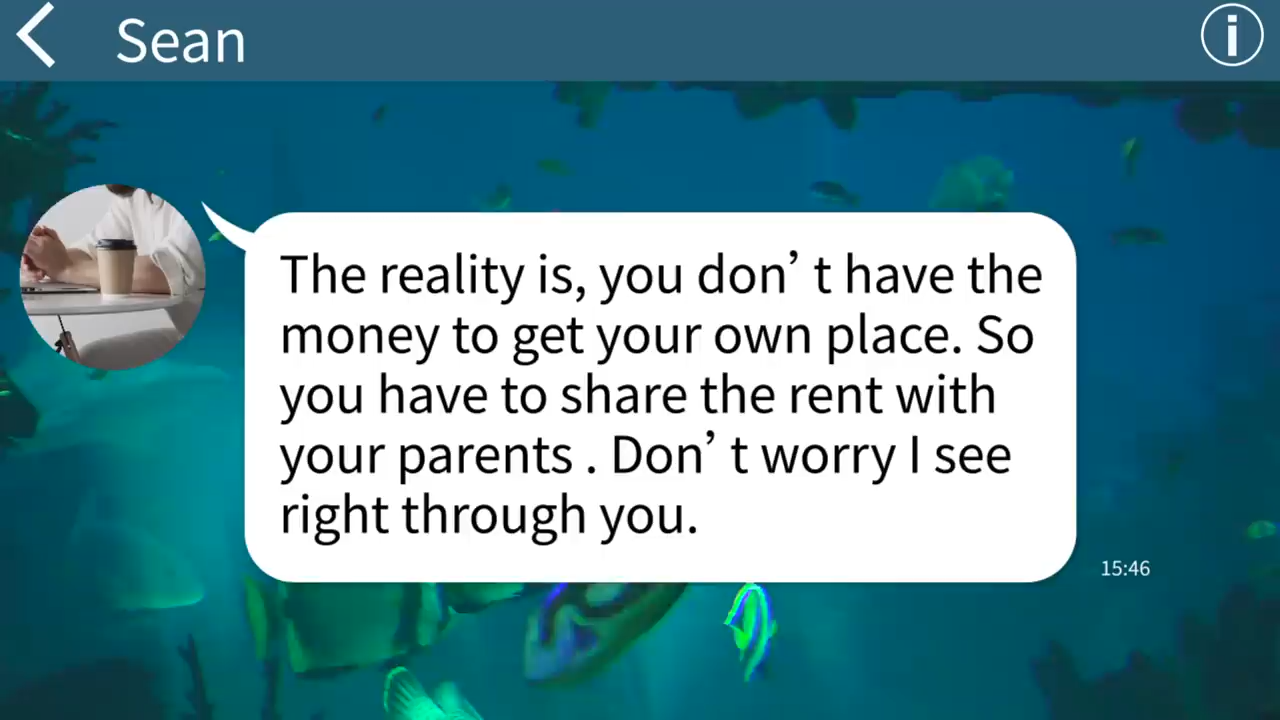 Sean
The reality is, you don’ t have the
money to get your own place. So
you have to share the rent with
your parents . Don’ t worry I see
right through you.
15:46